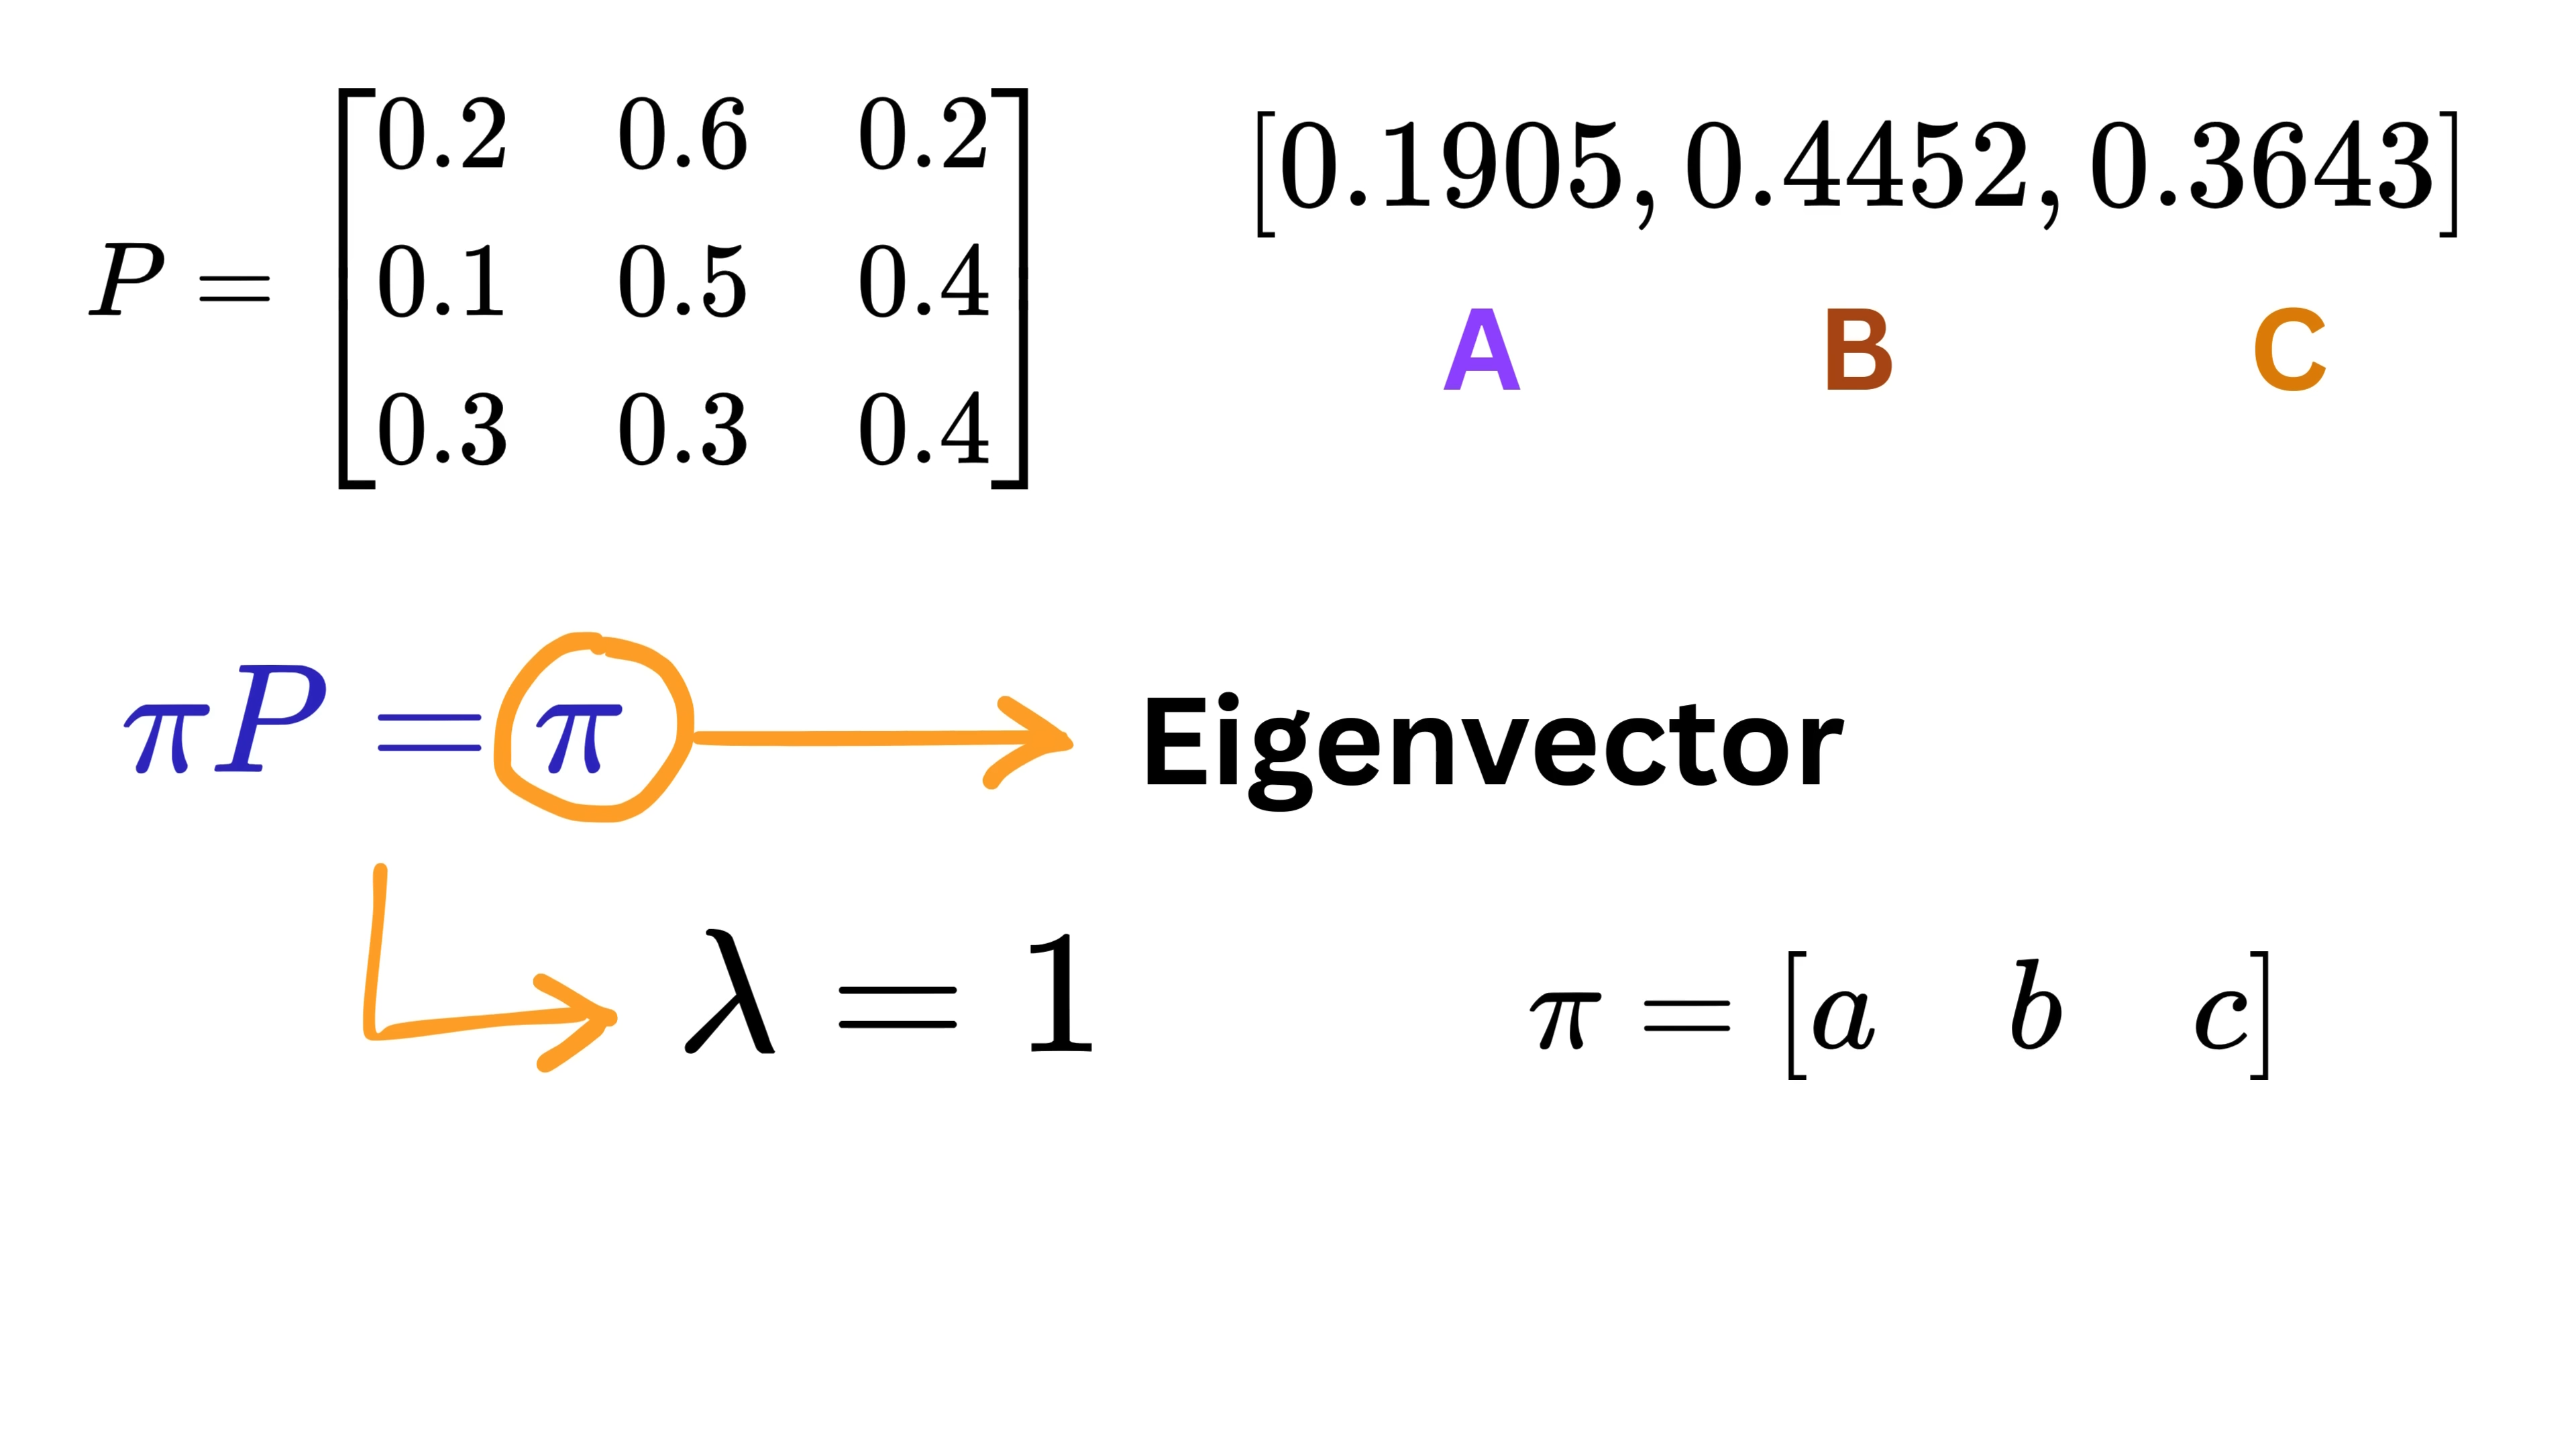 P = [0.2 0.6 0.2
0.1 0.5 0.4
0.3 0.3 0.4]
[0.1905, 0.4452, 0.3643]
A B C
πP = π Eigenvector
λ = 1
π = [a b c]